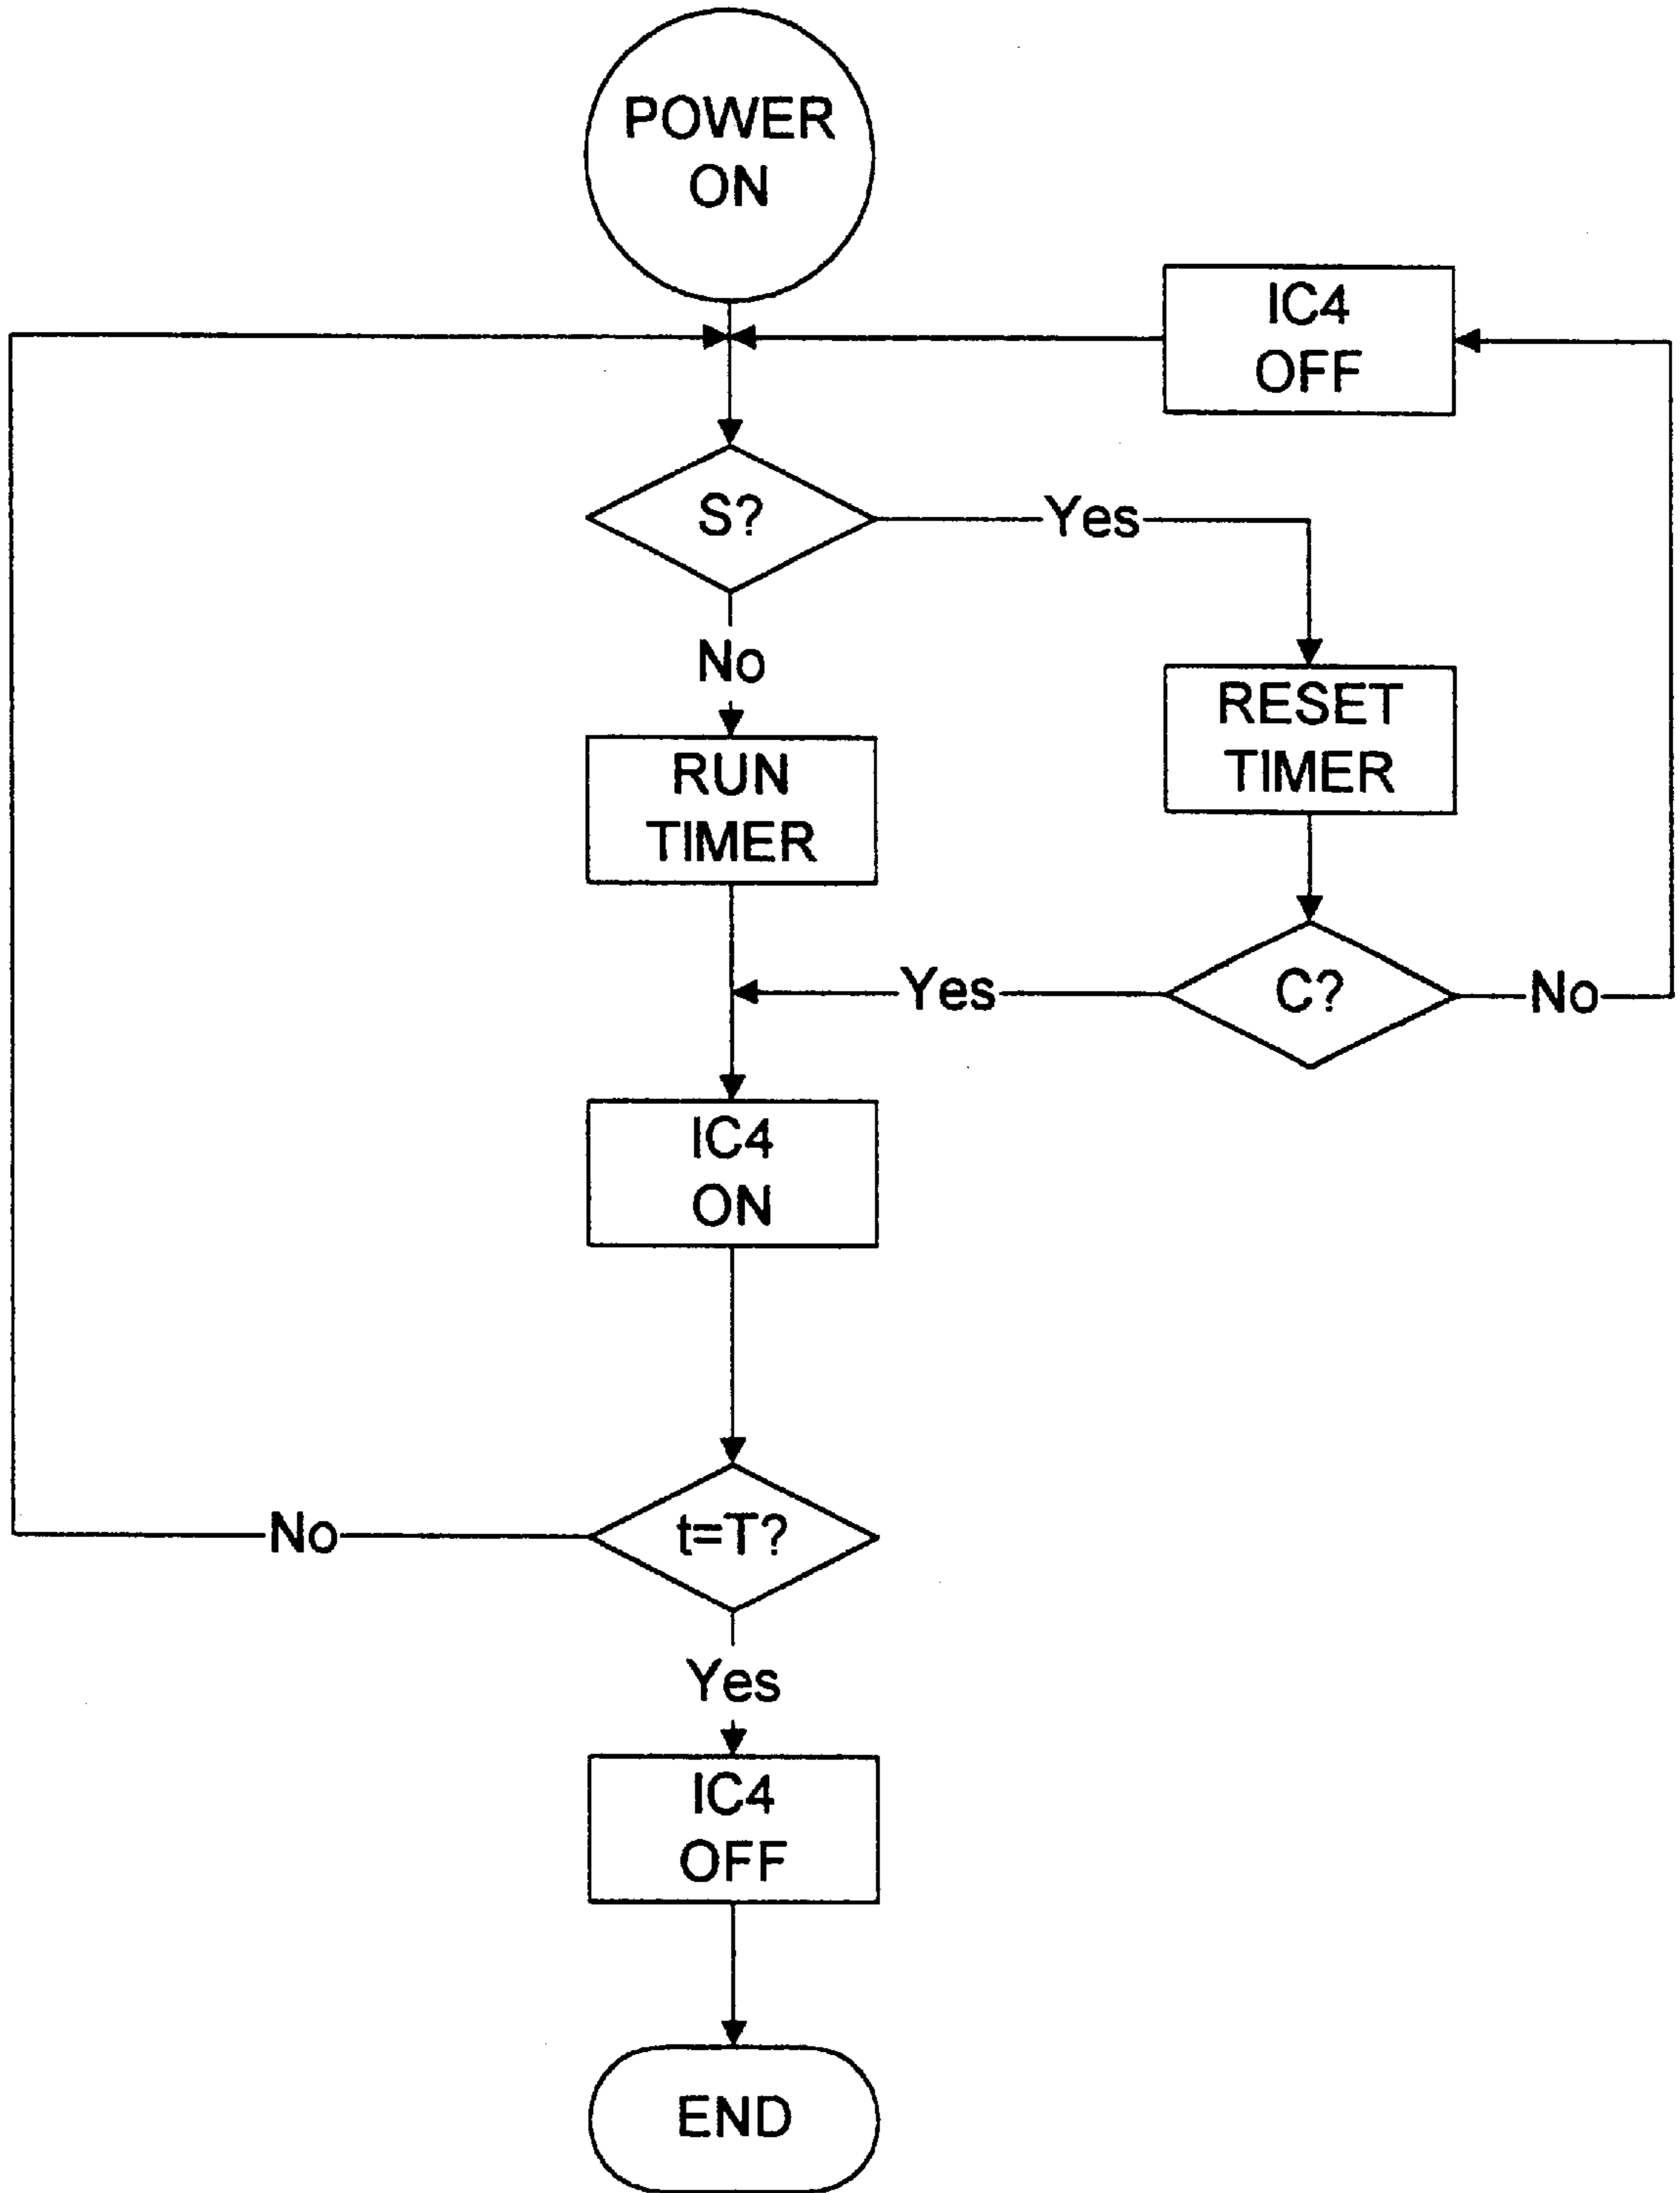 POWER
ON
IC4
OFF
S?
Yes
No
RESET
TIMER
RUN
TIMER
Yes
C?
No
IC4
ON
No
t=T?
Yes
IC4
OFF
END